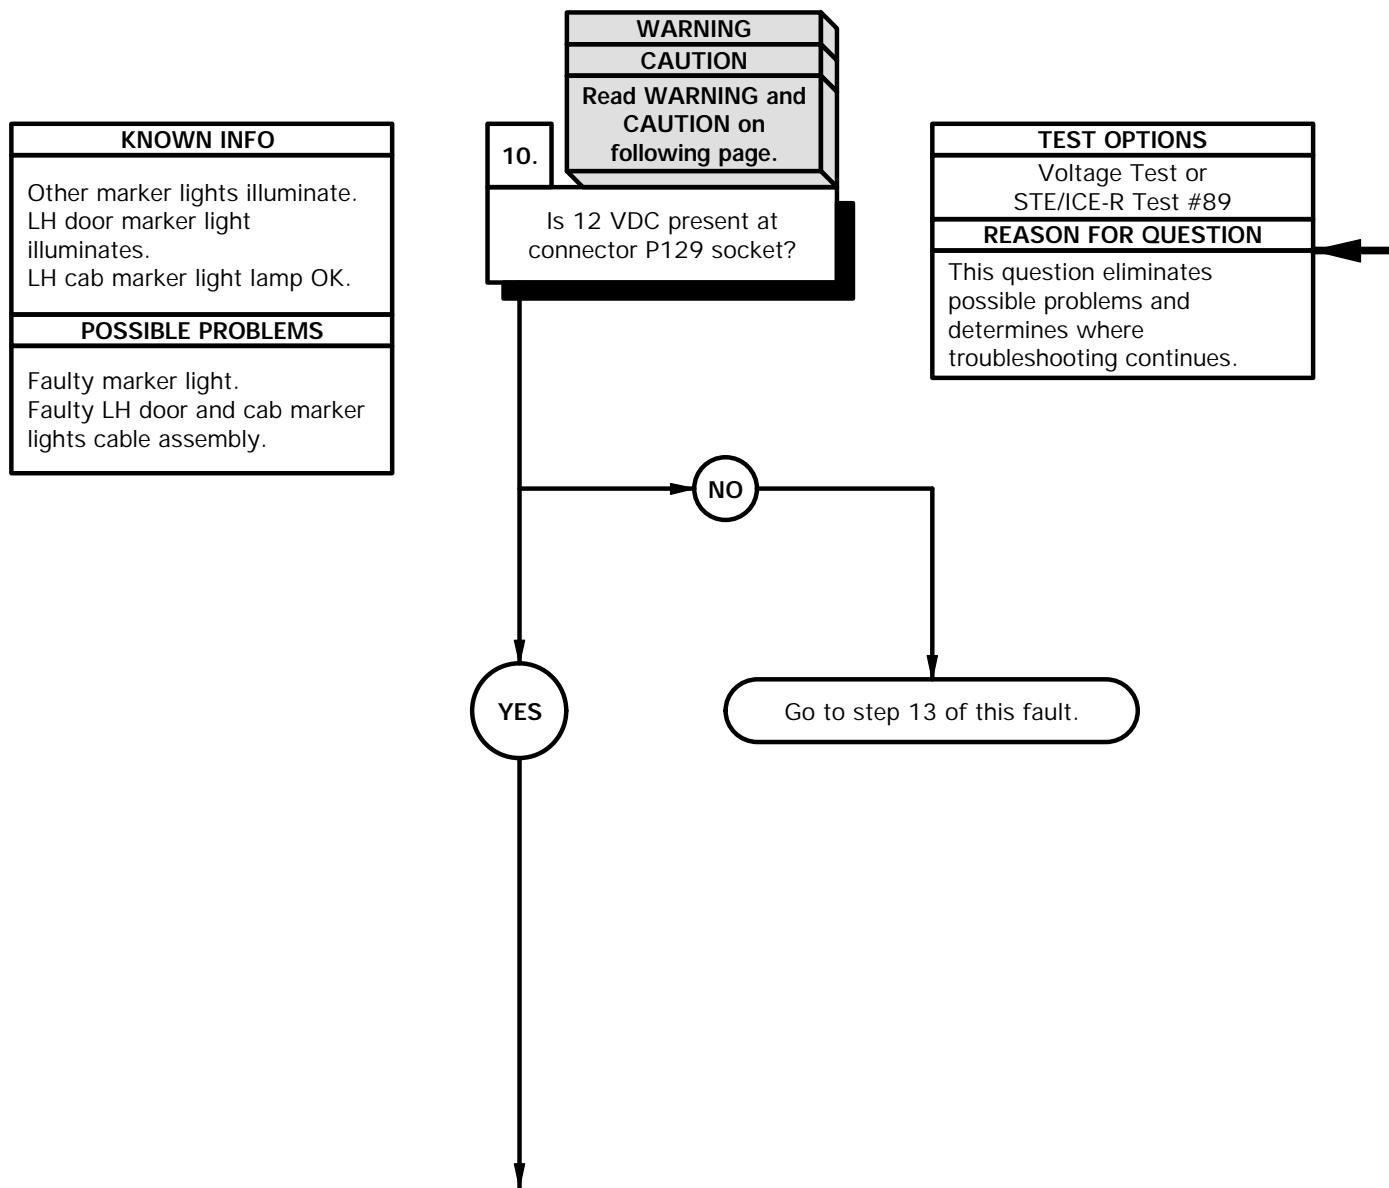 WARNING
CAUTION
Read WARNING and
CAUTION on
following page.
KNOWN INFO
Other marker lights illuminate.
LH door marker light
illuminates.
LH cab marker light lamp OK.
POSSIBLE PROBLEMS
Faulty marker light.
Faulty LH door and cab marker
lights cable assembly.
10.
Is 12 VDC present at
connector P129 socket?
TEST OPTIONS
Voltage Test or
STE/ICE-R Test #89
REASON FOR QUESTION
This question eliminates
possible problems and
determines where
troubleshooting continues.
NO
YES
Go to step 13 of this fault.